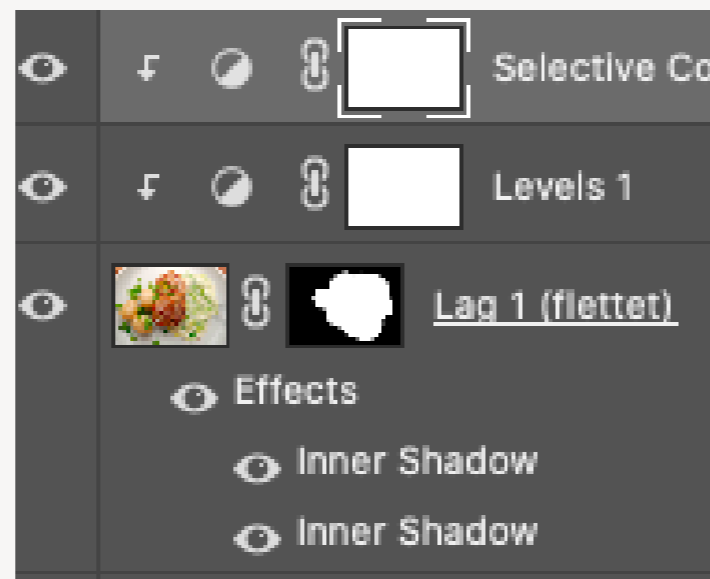 Selective Co
Levels 1
Lag 1 (flettet)
Effects
Inner Shadow
Inner Shadow